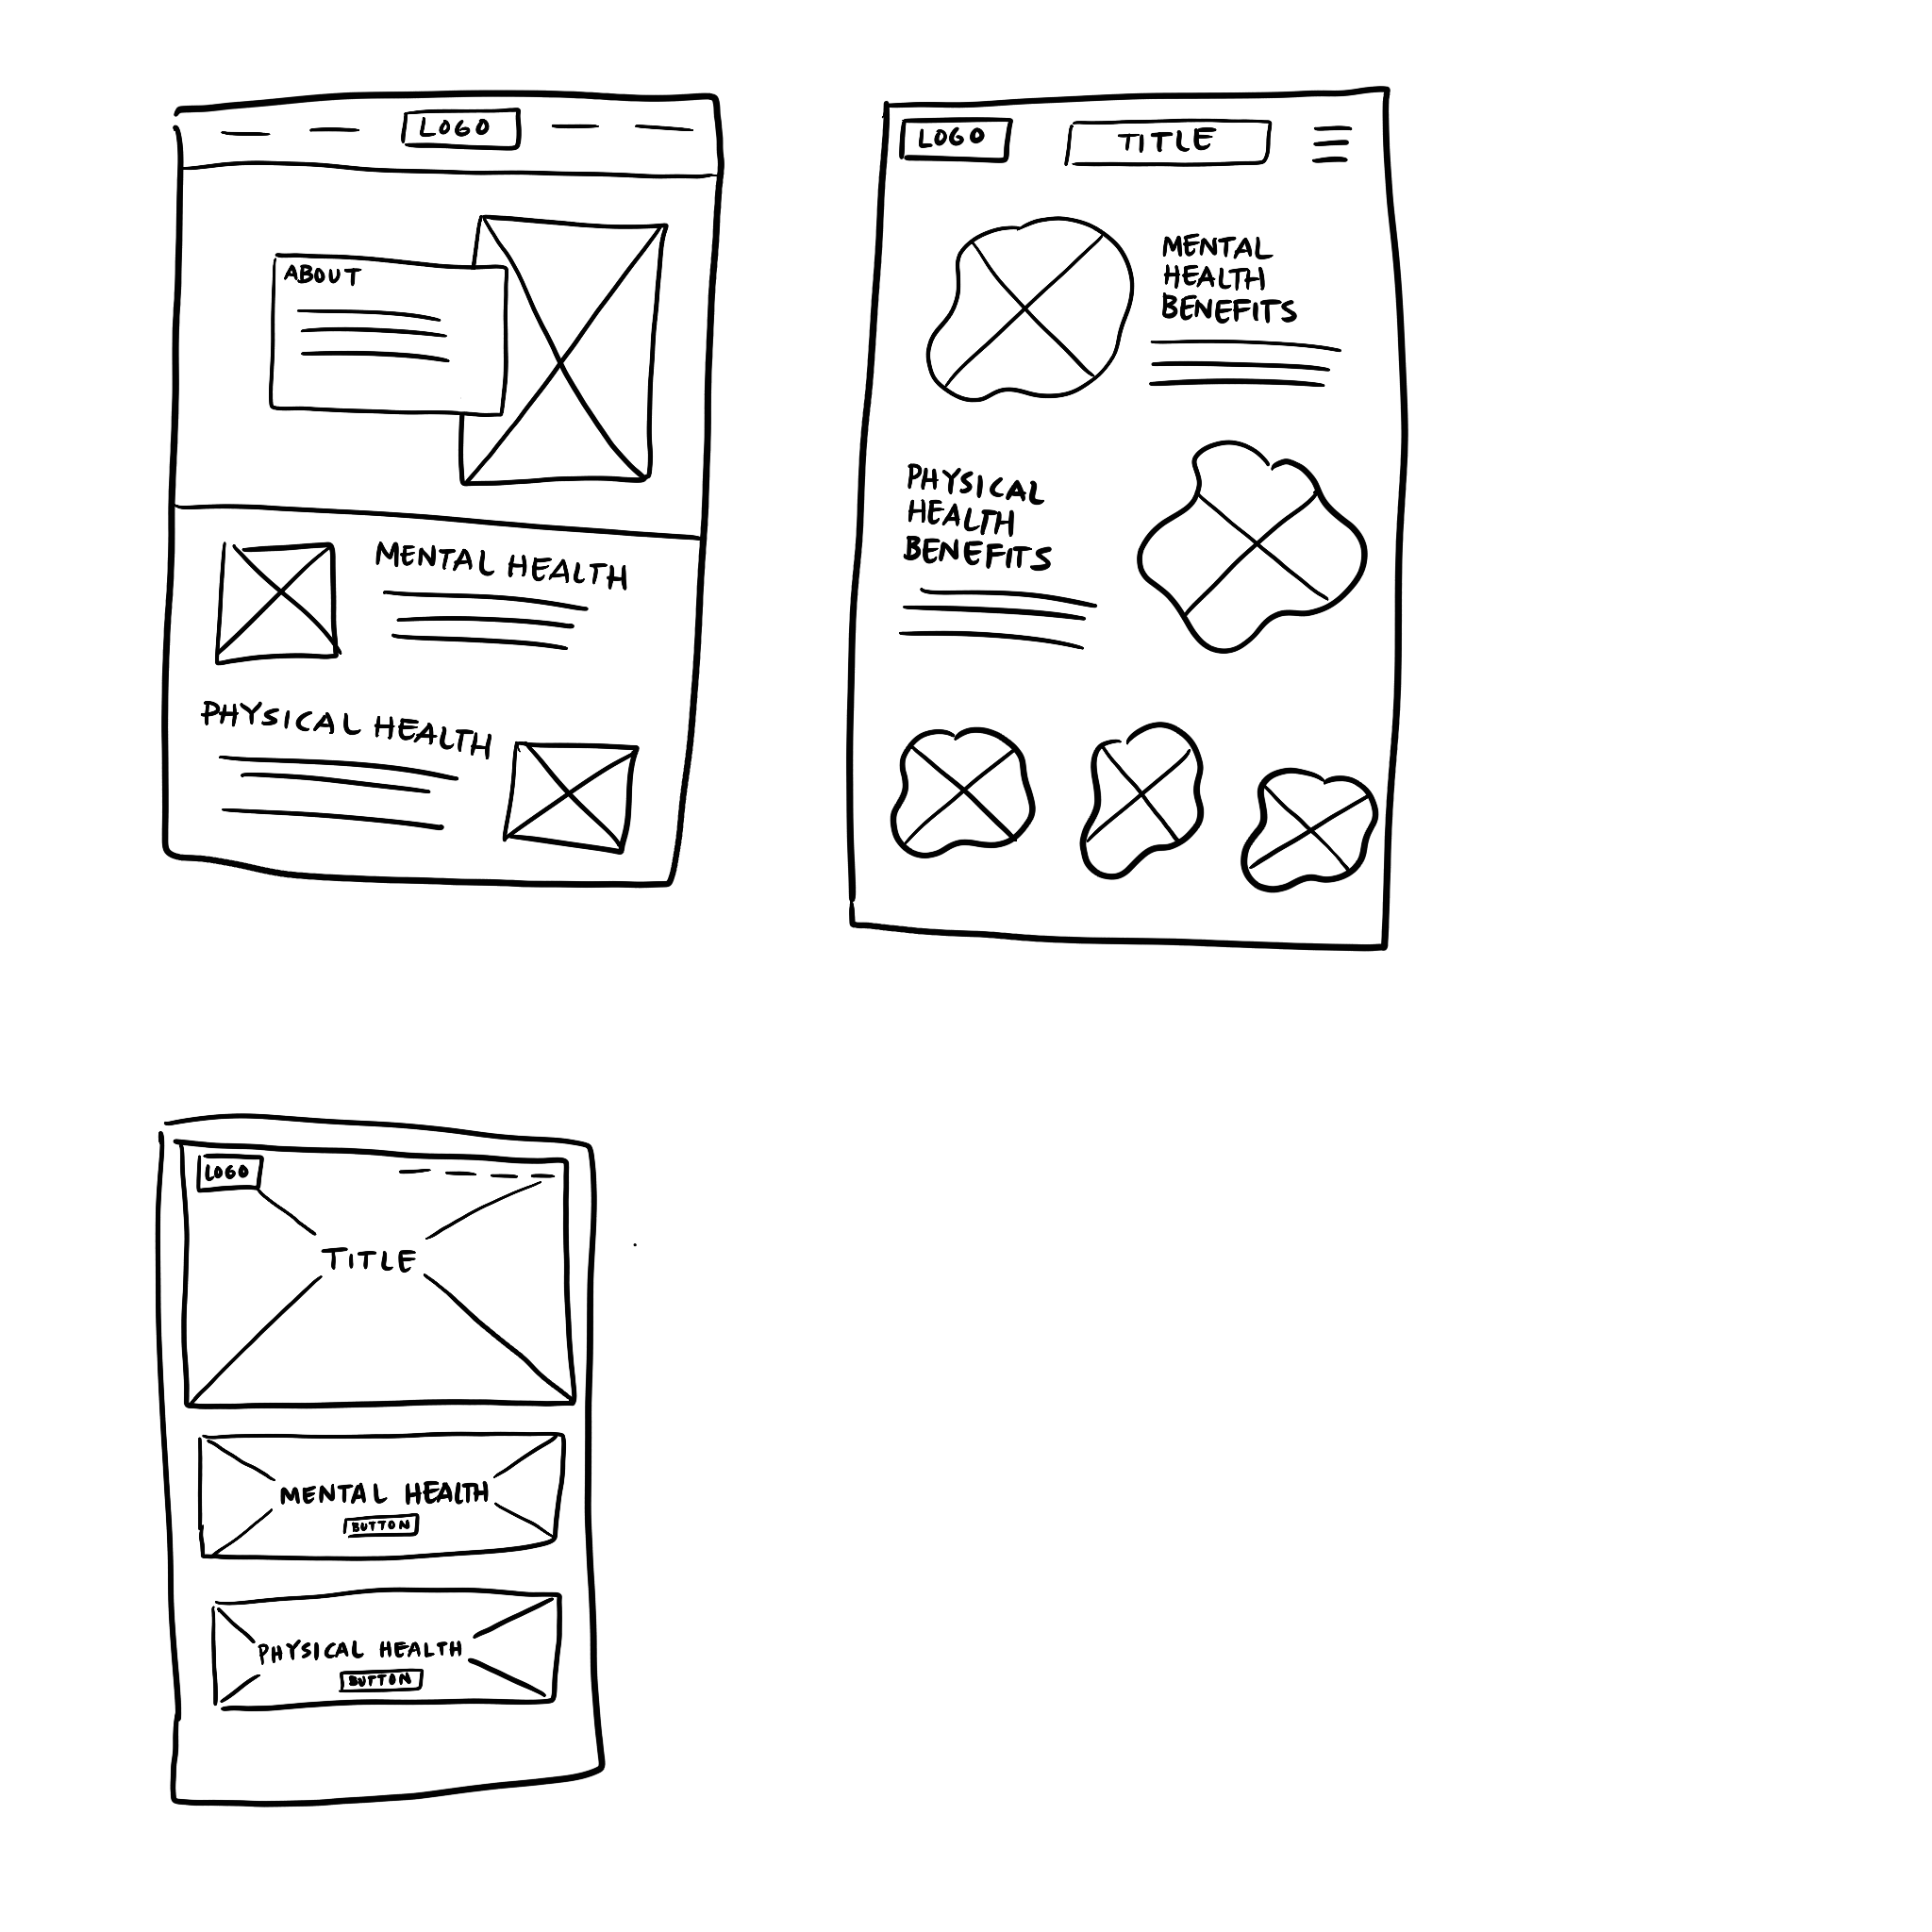 LOGO
ABOUT
MENTAL HEALTH
PHYSICAL HEALTH
LOGO
TITLE
MENTAL
HEALTH
BENEFITS
PHYSICAL
HEALTH
BENEFITS
LOGO
TITLE
MENTAL HEALTH
BUTTON
PHYSICAL HEALTH
BUTTON